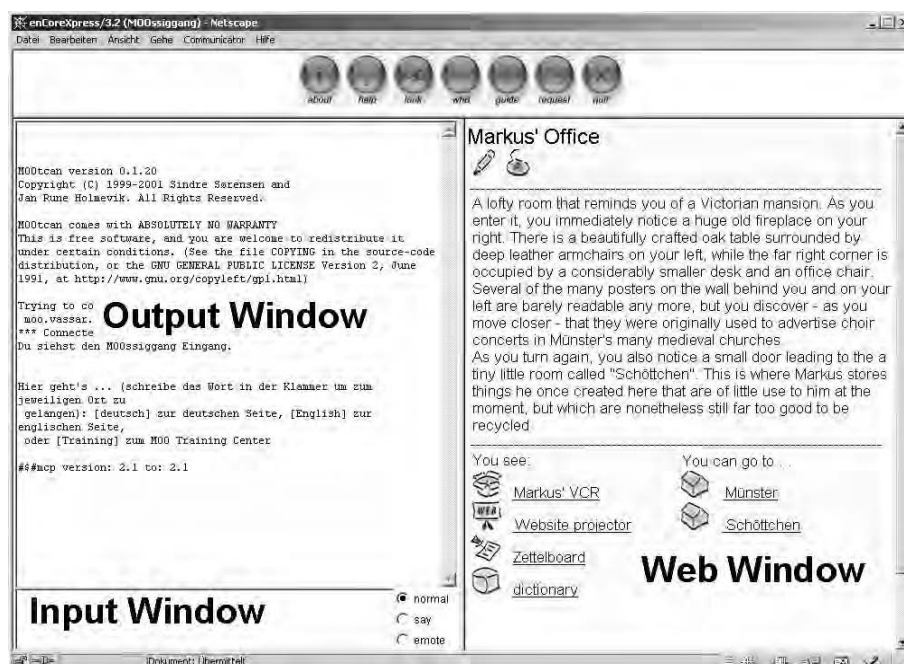 enCoreXpress/3.2 (MOOssiggang) - Netscape
Datei Bearbeiten Ansicht Gehe Communicator Hilfe
about help look who guide request quit
MOOtcan version 0.1.20
Copyright (C) 1999-2001 Sindre Sørensen and
Jan Rune Holmevik. All Rights Reserved.
MOOtcan comes with ABSOLUTELY NO WARRANTY
This is free software, and you are welcome to redistribute it
under certain conditions. (See the file COPYING in the source-code
distribution, or the GNU GENERAL PUBLIC LICENSE Version 2, June
1991, at http://www.gnu.org/copyleft/gpl.html)
Trying to co
moo.vassar.
*** Connecte
Output Window
Du siehst den MOOssiggang Eingang.
Hier geht's ... (schreibe das Wort in der Klammer um zum
jeweiligen Ort zu
gelangen): [deutsch] zur deutschen Seite, [English] zur
englischen Seite,
oder [Training] zum MOO Training Center
#$#mcp version: 2.1 to: 2.1
Input Window
normal
say
emote
Markus' Office
A lofty room that reminds you of a Victorian mansion. As you
enter it, you immediately notice a huge old fireplace on your
right. There is a beautifully crafted oak table surrounded by
deep leather armchairs on your left, while the far right corner is
occupied by a considerably smaller desk and an office chair.
Several of the many posters on the wall behind you and on your
left are barely readable any more, but you discover - as you
move closer - that they were originally used to advertise choir
concerts in Münster's many medieval churches.
As you turn again, you also notice a small door leading to the a
tiny little room called "Schöttchen". This is where Markus stores
things he once created here that are of little use to him at the
moment, but which are nonetheless still far too good to be
recycled
You see: You can go to ...
Markus' VCR Münster
WEB Website projector Schöttchen
Zettelboard
dictionary
Web Window
Dokument: Übermittelt